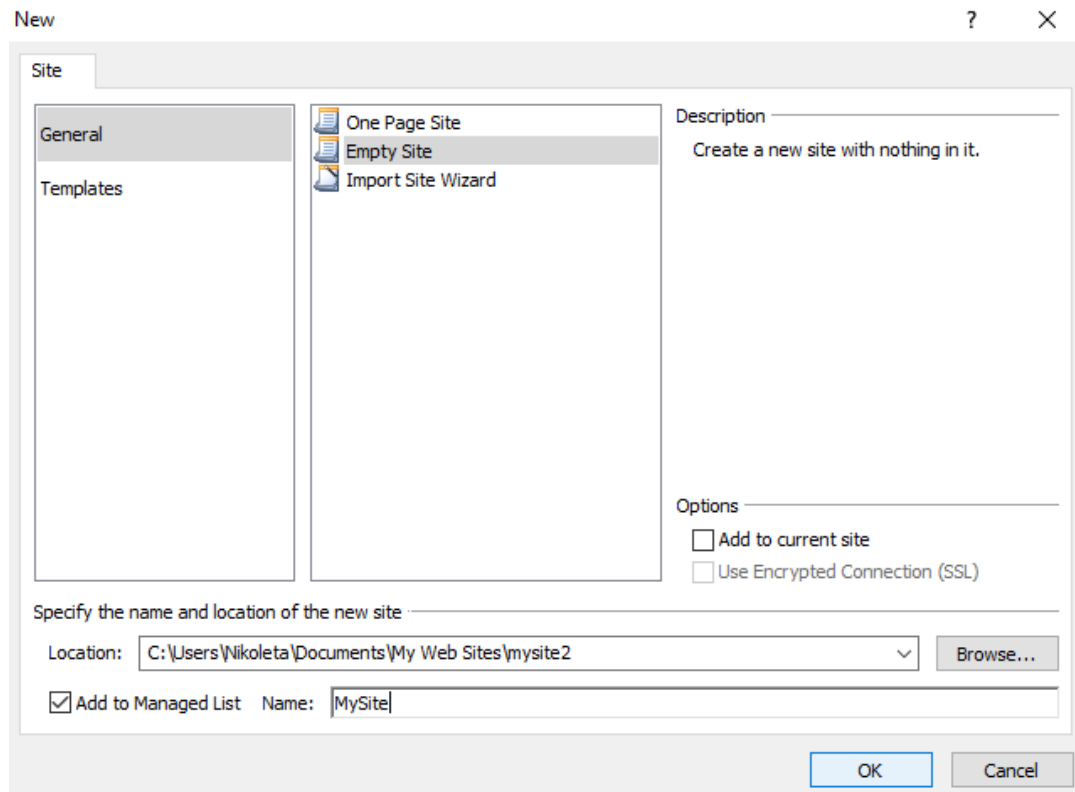 New
?
Site
General
Templates
One Page Site
Empty Site
Import Site Wizard
Description
Create a new site with nothing in it.
Options
Add to current site
Use Encrypted Connection (SSL)
Specify the name and location of the new site
Location: C:\Users\Nikoleta\Documents\My Web Sites\mysite2 Browse...
Add to Managed List Name: MySite
OK Cancel